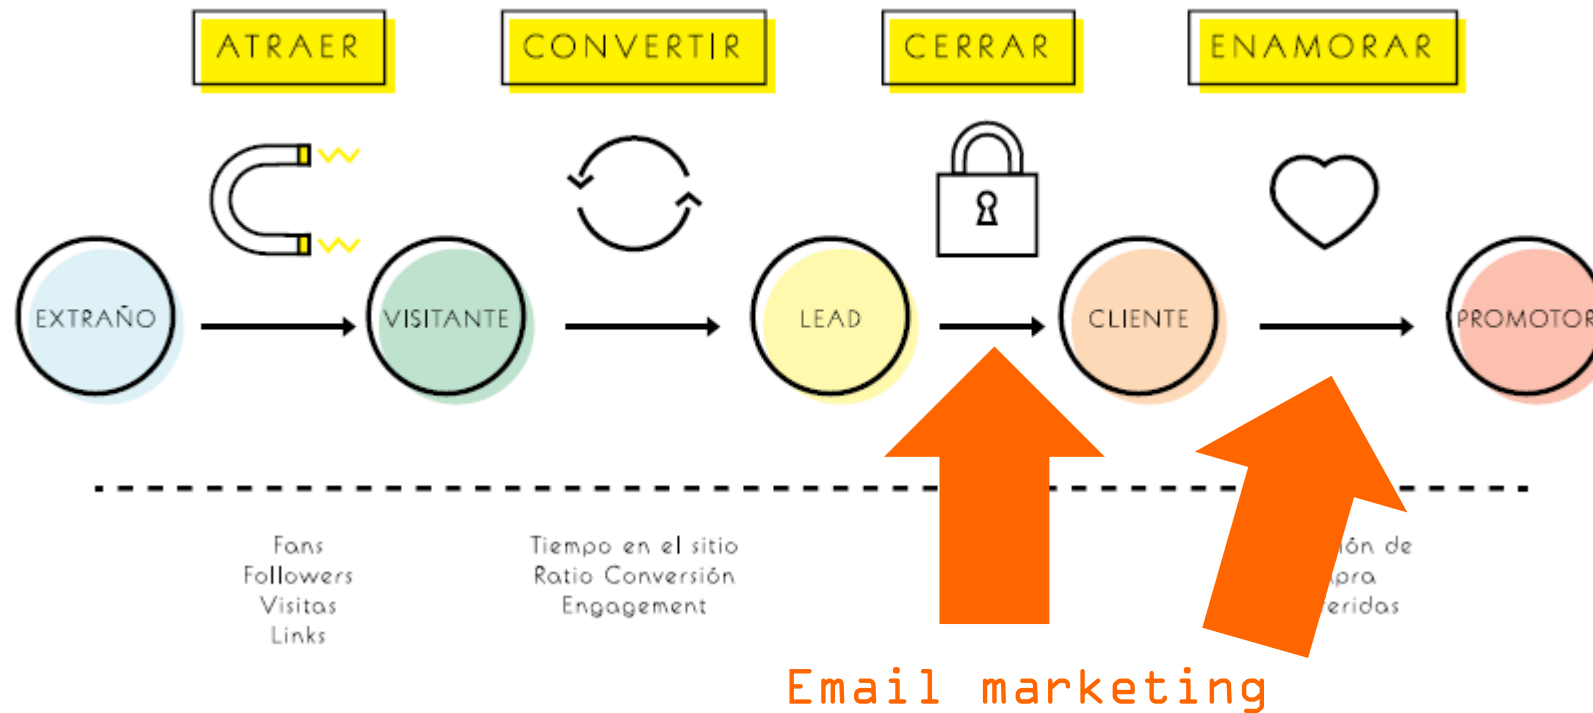 ATRAER
CONVERTIR
CERRAR
ENAMORAR
EXTRAÑO
VISITANTE
LEAD
CLIENTE
PROMOTOR
Fans
Followers
Visitas
Links
Tiempo en el sitio
Ratio Conversión
Engagement
de
Email marketing